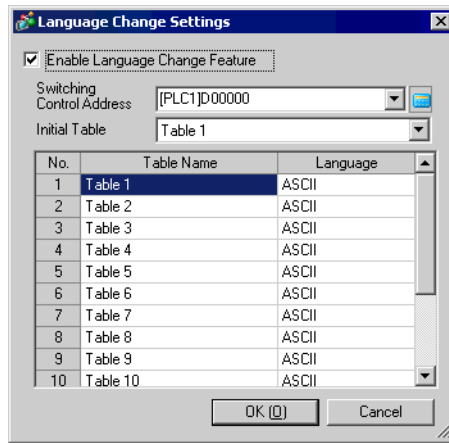 Language Change Settings
Enable Language Change Feature
Switching
Control Address
[PLC1]D00000
Initial Table
Table 1
No. Table Name Language
1 Table 1 ASCII
2 Table 2 ASCII
3 Table 3 ASCII
4 Table 4 ASCII
5 Table 5 ASCII
6 Table 6 ASCII
7 Table 7 ASCII
8 Table 8 ASCII
9 Table 9 ASCII
10 Table 10 ASCII
OK (O) Cancel